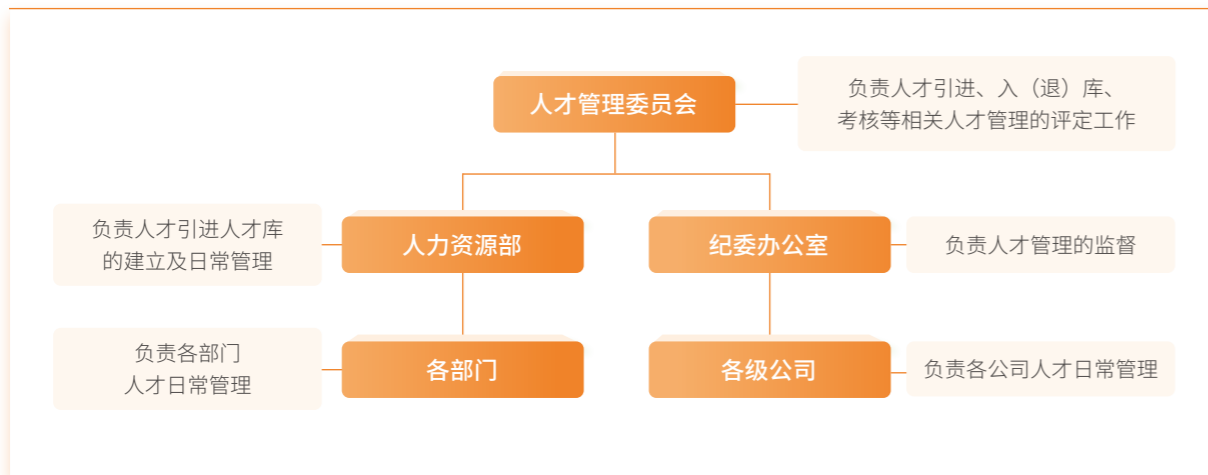 人才管理委员会
负责人才引进、入（退）库、
考核等相关人才管理的评定工作
负责人才引进人才库
的建立及日常管理
人力资源部
纪委办公室
负责人才管理的监督
负责各部门
人才日常管理
各部门
各级公司
负责各公司人才日常管理